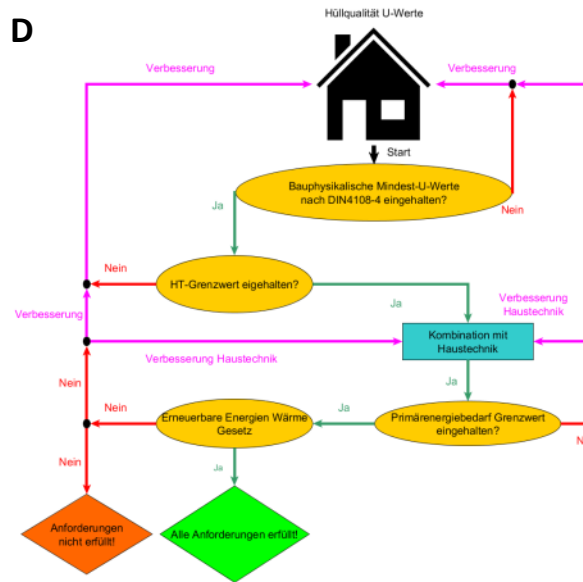 D
Hüllqualität U-Werte
Verbesserung
Verbesserung
Start
Bauphysikalische Mindest-U-Werte
nach DIN4108-4 eingehalten?
Ja
Nein
Nein
HT-Grenzwert eigehalten?
Ja
Verbesserung
Verbesserung
Haustechnik
Kombination mit
Haustechnik
Verbesserung Haustechnik
Ja
Nein
Nein
Erneuerbare Energien Wärme
Gesetz
Ja
Primärenergiebedarf Grenzwert
eingehalten?
N
Nein
Ja
Anforderungen
nicht erfüllt!
Alle Anforderungen erfüllt!